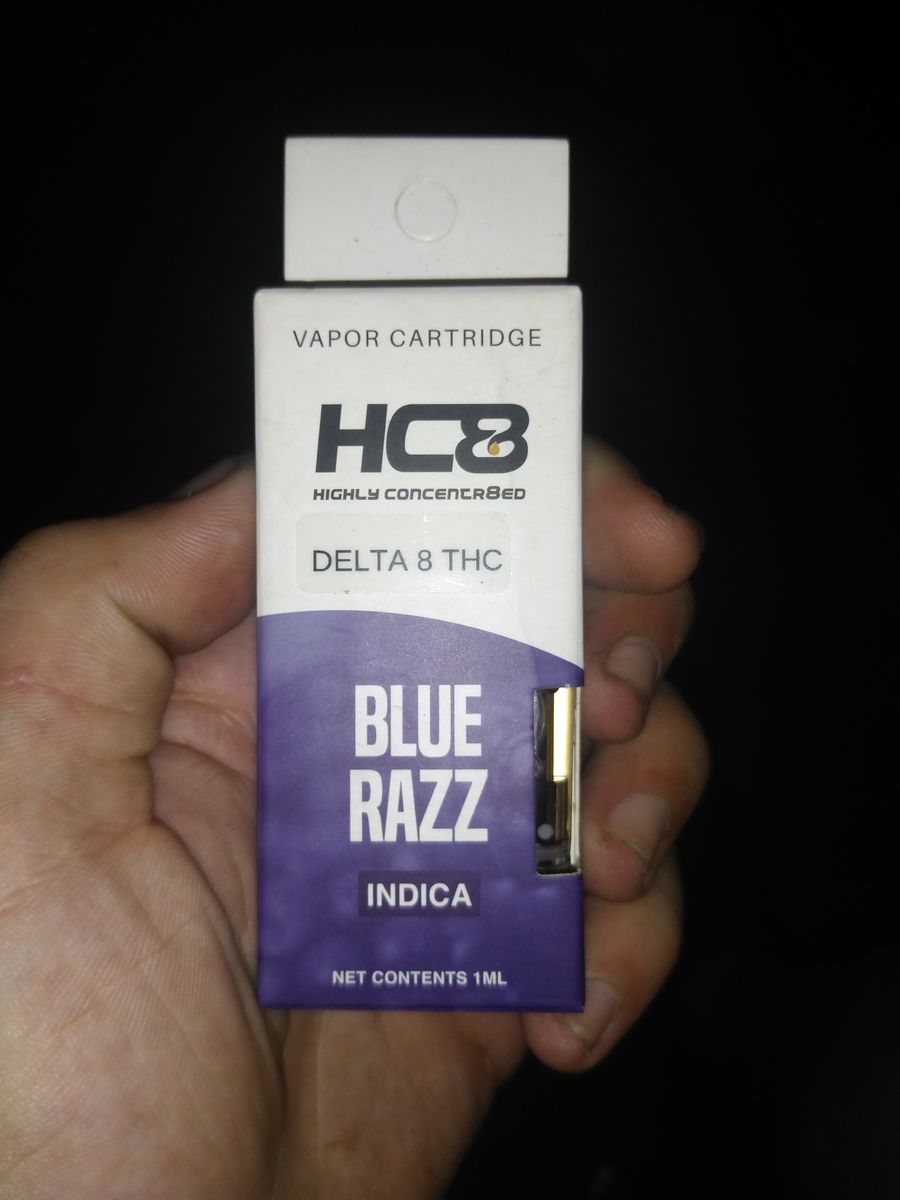 VAPOR CARTRIDGE
HC8
HIGHLY CONCENTR8ED
DELTA 8 THC
BLUE
RAZZ
INDICA
NET CONTENTS 1ML